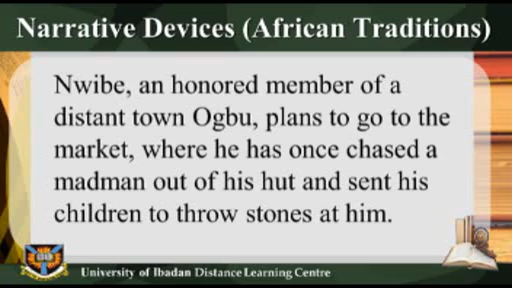 Narrative Devices (African Traditions)
Nwibe, an honored member of a
distant town Ogbu, plans to go to the
market, where he has once chased a
madman out of his hut and sent his
children to throw stones at him.
University of Ibadan Distance Learning Centre